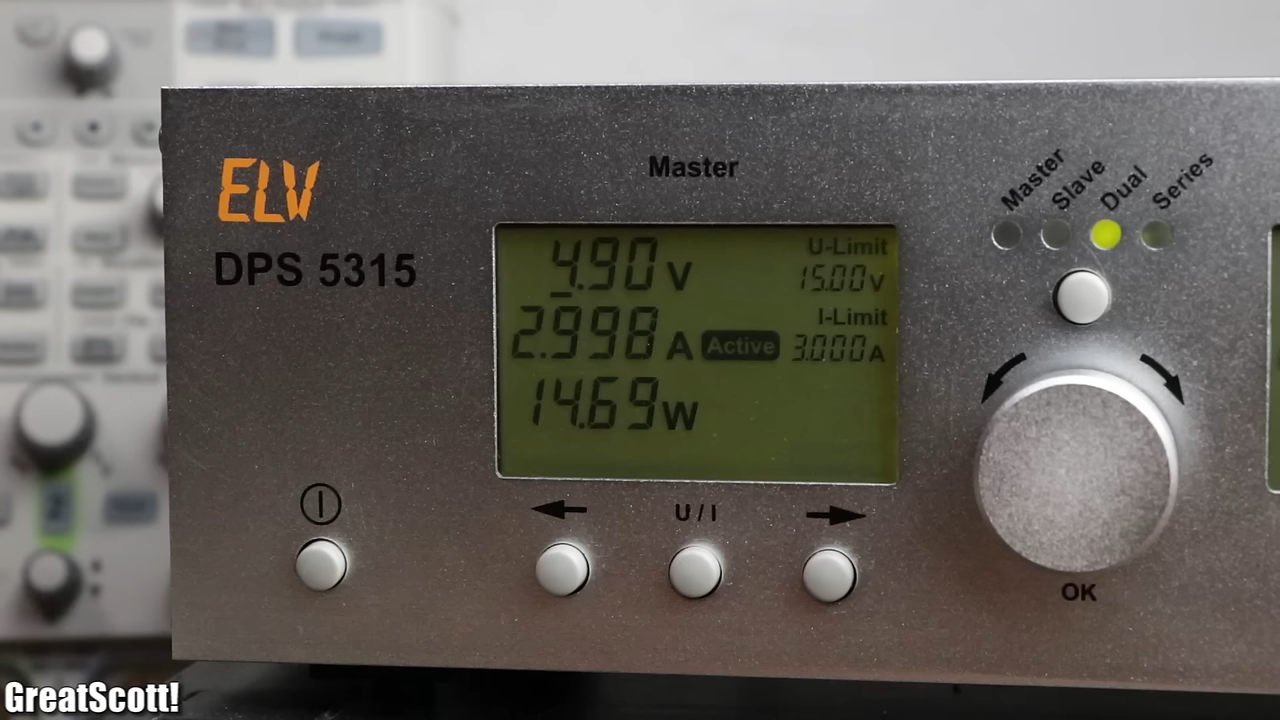 ELV
DPS 5315
Master
4.90 V
U-Limit
15.00 V
2.998 A Active
I-Limit
3.000 A
14.69 W
Master
Slave
Dual
Series
U / I
OK
GreatScott!